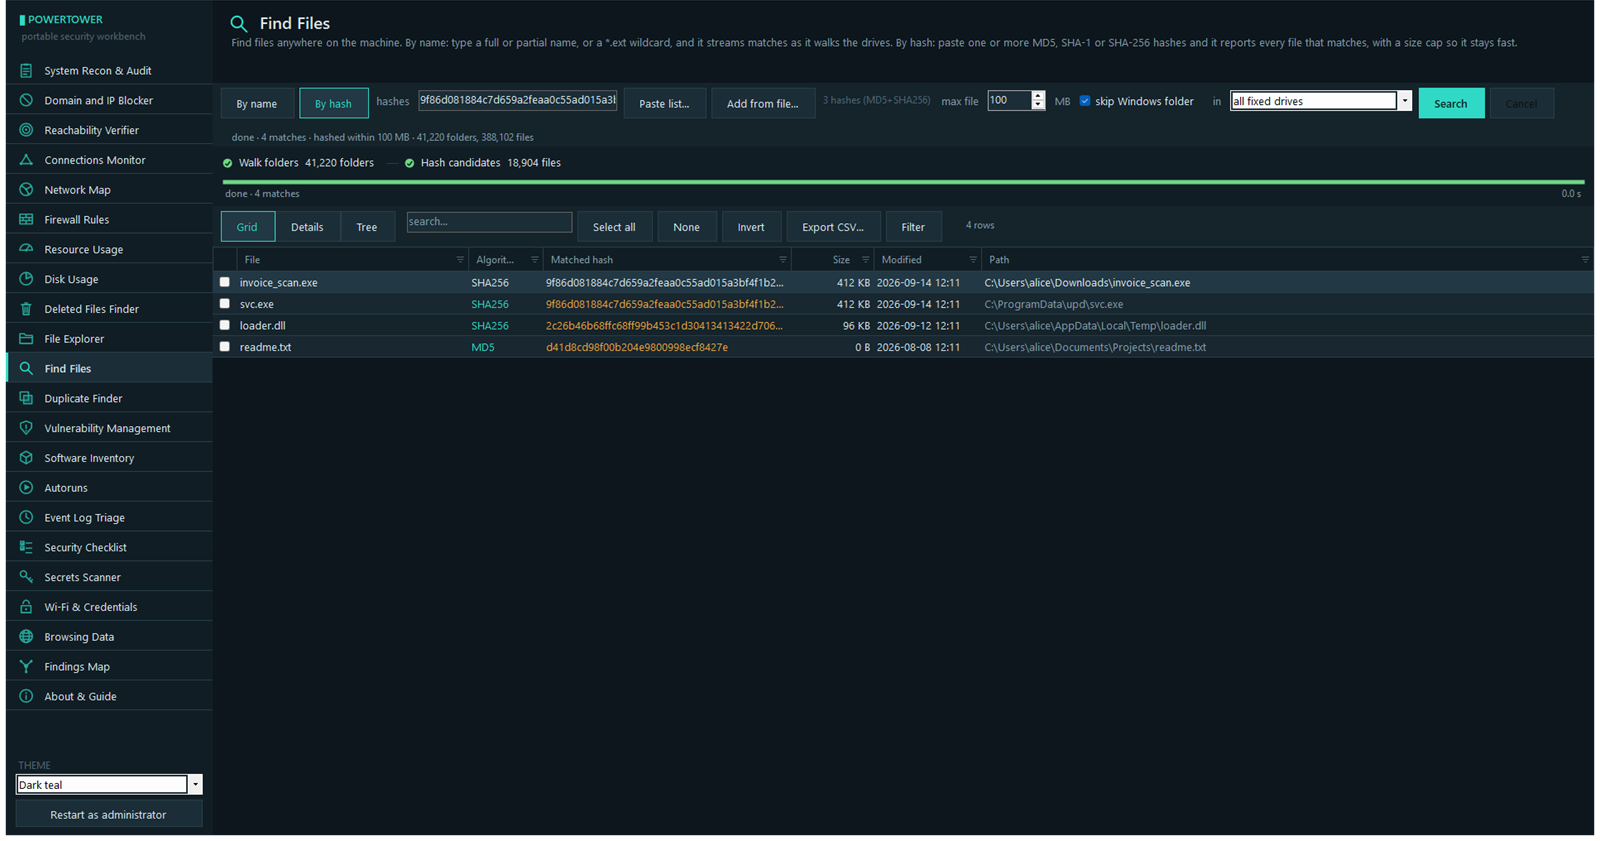 POWERTOWER
portable security workbench
System Recon & Audit
Domain and IP Blocker
Reachability Verifier
Connections Monitor
Network Map
Firewall Rules
Resource Usage
Disk Usage
Deleted Files Finder
File Explorer
Find Files
Duplicate Finder
Vulnerability Management
Software Inventory
Autoruns
Event Log Triage
Security Checklist
Secrets Scanner
Wi-Fi & Credentials
Browsing Data
Findings Map
About & Guide
THEME
Dark teal
Restart as administrator
Find Files
Find files anywhere on the machine. By name: type a full or partial name, or a *.ext wildcard, and it streams matches as it walks the drives. By hash: paste one or more MD5, SHA-1 or SHA-256 hashes and it reports every file that matches, with a size cap so it stays fast.
By name By hash hashes 9f86d081884c7d659a2feaa0c55ad015a3b Paste list... Add from file... 3 hashes (MD5+SHA256) max file 100 MB skip Windows folder in all fixed drives Search Cancel
done · 4 matches · hashed within 100 MB · 41,220 folders, 388,102 files
Walk folders 41,220 folders — Hash candidates 18,904 files
done · 4 matches 0.0 s
Grid Details Tree search... Select all None Invert Export CSV... Filter 4 rows
File Algorit... Matched hash Size Modified Path
invoice_scan.exe SHA256 9f86d081884c7d659a2feaa0c55ad015a3bf4f1b2... 412 KB 2026-09-14 12:11 C:\Users\alice\Downloads\invoice_scan.exe
svc.exe SHA256 9f86d081884c7d659a2feaa0c55ad015a3bf4f1b2... 412 KB 2026-09-14 12:11 C:\ProgramData\upd\svc.exe
loader.dll SHA256 2c26b46b68ffc68ff99b453c1d30413413422d706... 96 KB 2026-09-12 12:11 C:\Users\alice\AppData\Local\Temp\loader.dll
readme.txt MD5 d41d8cd98f00b204e9800998ecf8427e 0 B 2026-08-08 12:11 C:\Users\alice\Documents\Projects\readme.txt